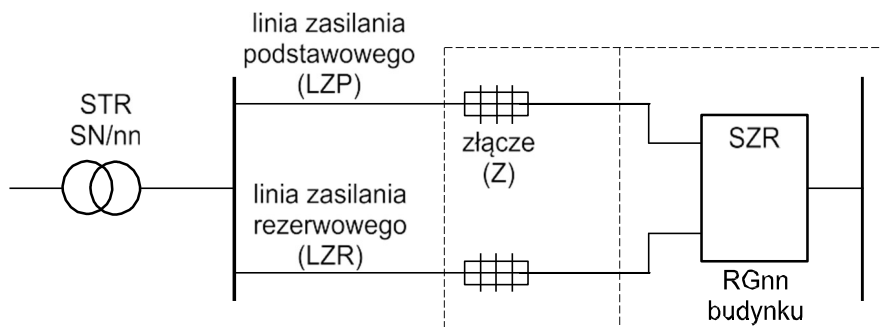 linia zasilania
podstawowego
(LZP)
STR
SN/nn
złącze
(Z)
SZR
linia zasilania
rezerwowego
(LZR)
RGnn
budynku